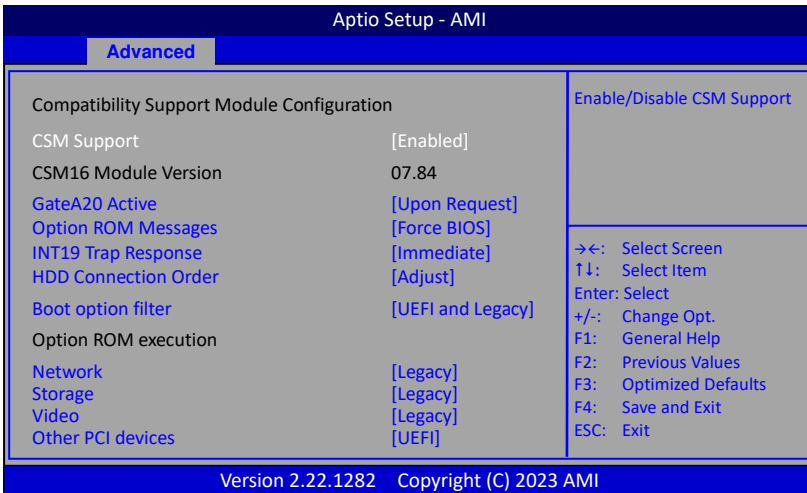 Aptio Setup - AMI
Advanced
Compatibility Support Module Configuration
CSM Support [Enabled]
CSM16 Module Version 07.84
GateA20 Active [Upon Request]
Option ROM Messages [Force BIOS]
INT19 Trap Response [Immediate]
HDD Connection Order [Adjust]
Boot option filter [UEFI and Legacy]
Option ROM execution
Network [Legacy]
Storage [Legacy]
Video [Legacy]
Other PCI devices [UEFI]
Enable/Disable CSM Support
→←: Select Screen
↑↓: Select Item
Enter: Select
+/-: Change Opt.
F1: General Help
F2: Previous Values
F3: Optimized Defaults
F4: Save and Exit
ESC: Exit
Version 2.22.1282 Copyright (C) 2023 AMI